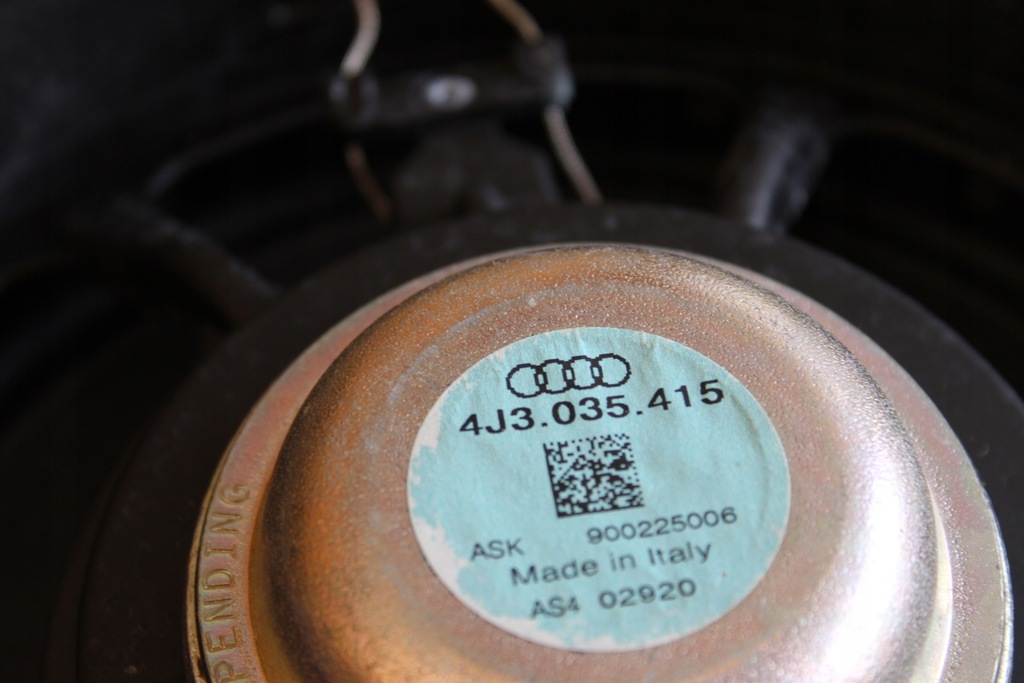 4J3.035.415
ASK 900225006
Made in Italy
AS4 02920
PENDING